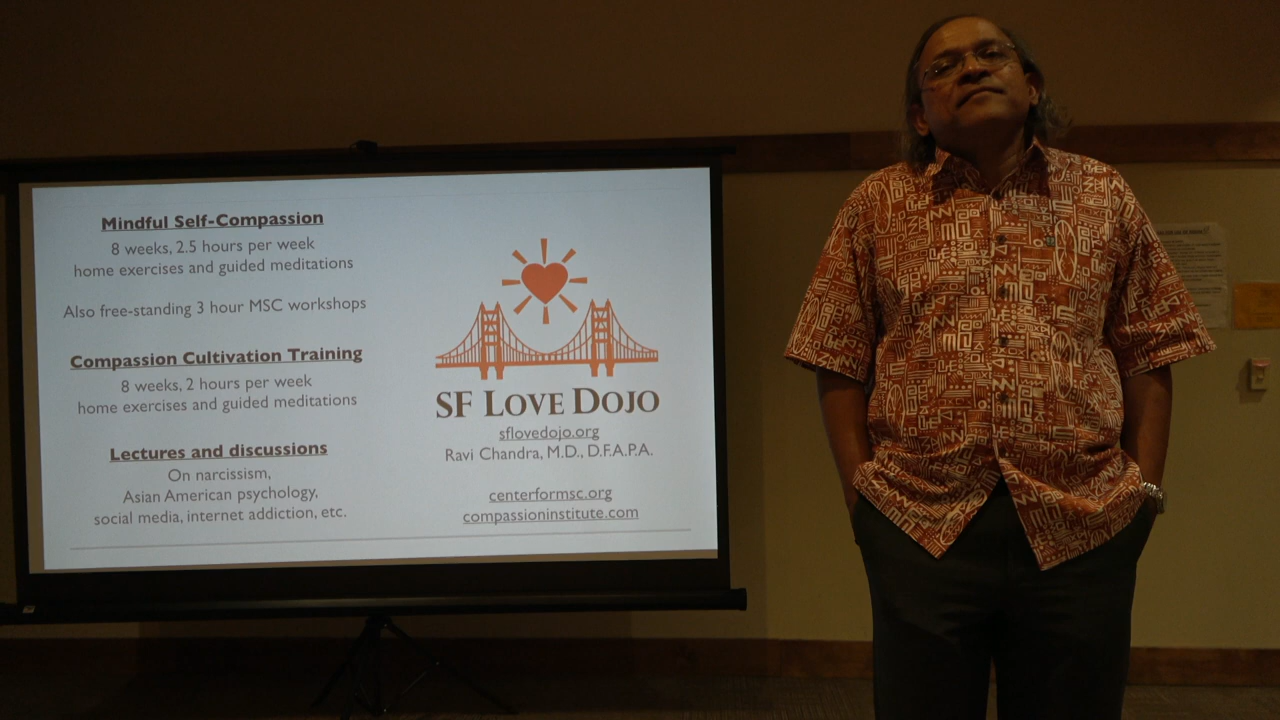 Mindful Self-Compassion
8 weeks, 2.5 hours per week
home exercises and guided meditations
Also free-standing 3 hour MSC workshops
Compassion Cultivation Training
8 weeks, 2 hours per week
home exercises and guided meditations
Lectures and discussions
On narcissism,
Asian American psychology,
social media, internet addiction, etc.
SF LOVE DOJO
sflovedojo.org
Ravi Chandra, M.D., D.F.A.P.A.
centerformsc.org
compassioninstitute.com